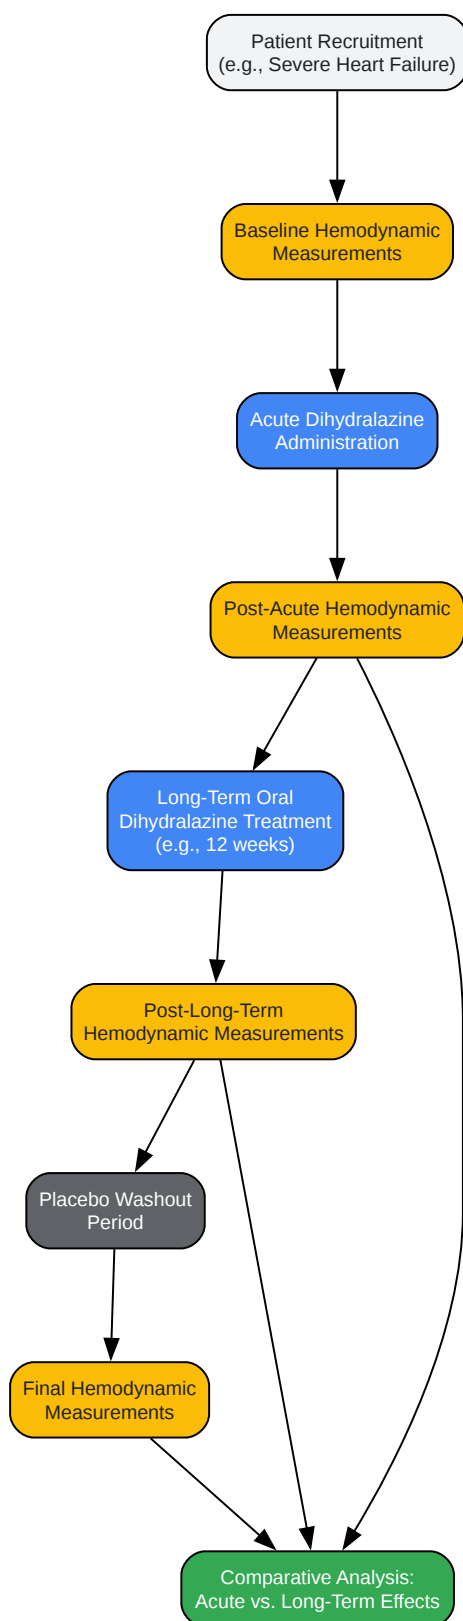 Patient Recruitment
(e.g., Severe Heart Failure)
Baseline Hemodynamic
Measurements
Acute Dihydralazine
Administration
Post-Acute Hemodynamic
Measurements
Long-Term Oral
Dihydralazine Treatment
(e.g., 12 weeks)
Post-Long-Term
Hemodynamic Measurements
Placebo Washout
Period
Final Hemodynamic
Measurements
Comparative Analysis:
Acute vs. Long-Term Effects